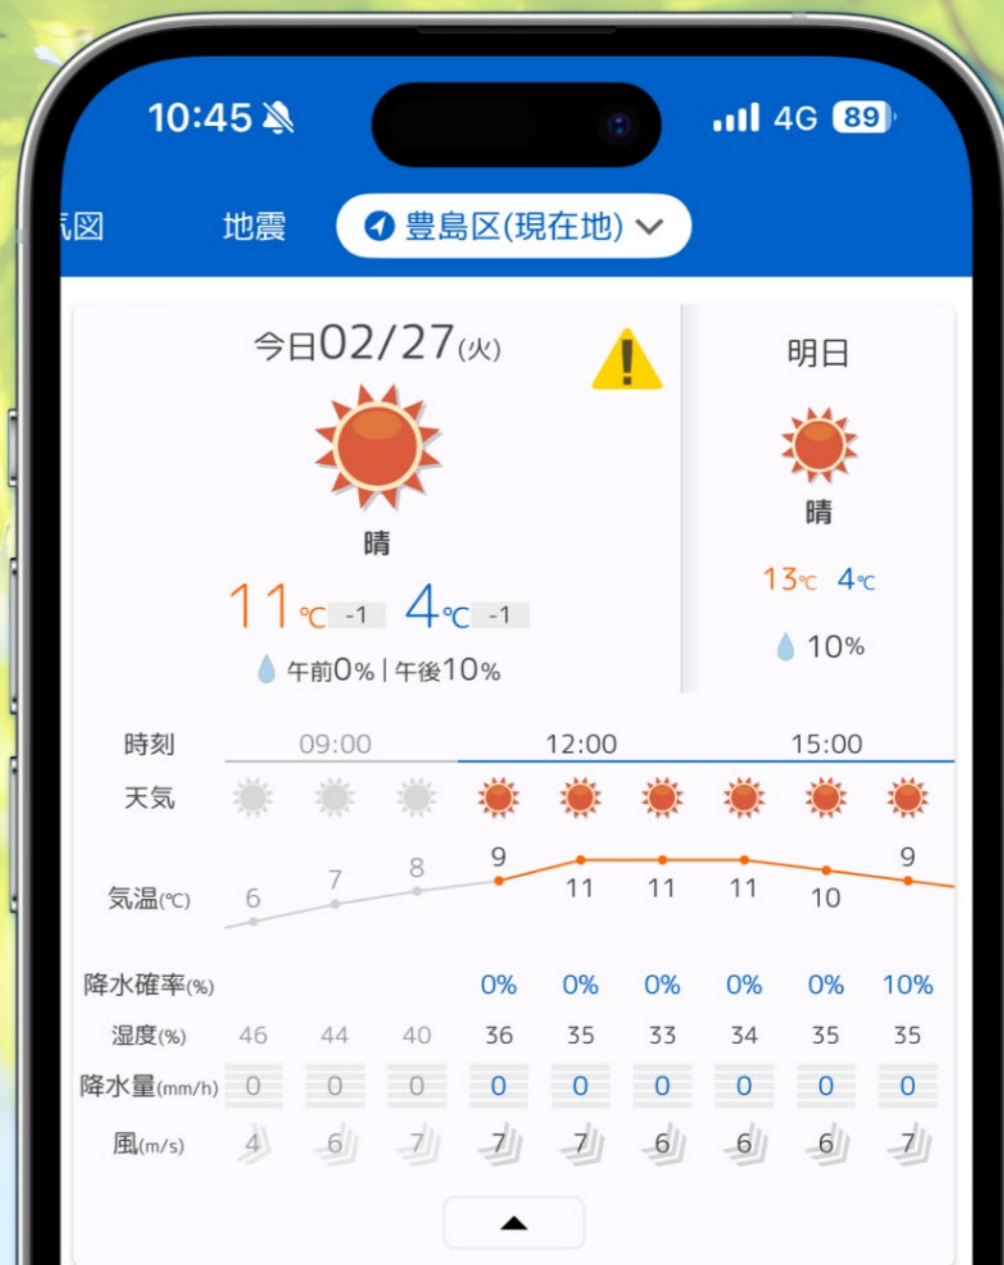 10:45 4G 89
気図 地震 豊島区(現在地)
今日02/27(火) 明日
晴 晴
11℃ -1 4℃ -1 13℃ 4℃
午前0% | 午後10% 10%
時刻 09:00 12:00 15:00
天気
気温(℃) 6 7 8 9 11 11 11 10 9
降水確率(%) 0% 0% 0% 0% 0% 10%
湿度(%) 46 44 40 36 35 33 34 35 35
降水量(mm/h) 0 0 0 0 0 0 0 0 0
風(m/s) 4 6 7 7 7 6 6 6 7